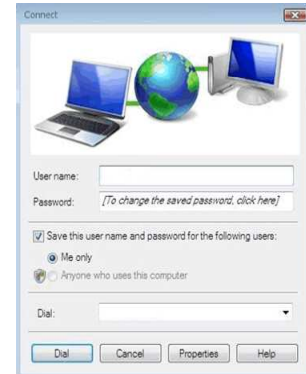 Connect
User name:
Password: [To change the saved password, click here]
Save this user name and password for the following users:
Me only
Anyone who uses this computer
Dial:
Dial Cancel Properties Help